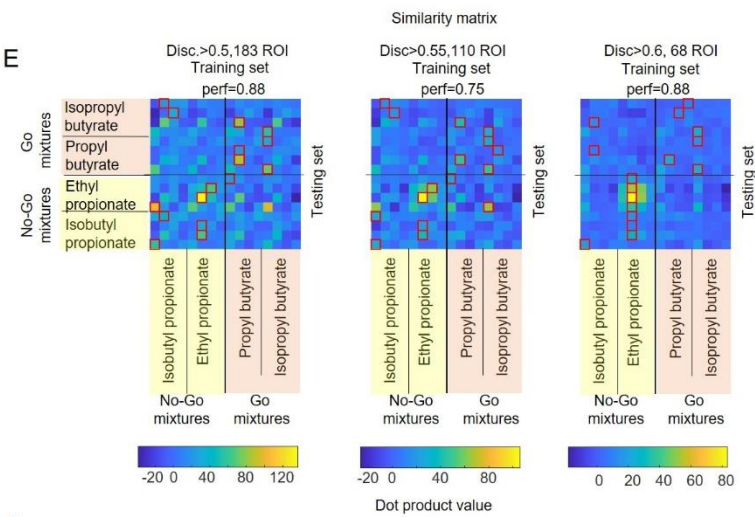 Similarity matrix
E
Disc.>0.5,183 ROI
Training set
perf=0.88
Disc>0.55,110 ROI
Training set
perf=0.75
Disc>0.6, 68 ROI
Training set
perf=0.88
Go
mixtures
Isopropyl
butyrate
Propyl
butyrate
No-Go
mixtures
Ethyl
propionate
Isobutyl
propionate
Testing set
Testing set
Testing set
Isobutyl propionate
Ethyl propionate
Propyl butyrate
Isopropyl butyrate
Isobutyl propionate
Ethyl propionate
Propyl butyrate
Isopropyl butyrate
Isobutyl propionate
Ethyl propionate
Propyl butyrate
Isopropyl butyrate
No-Go
mixtures
Go
mixtures
No-Go
mixtures
Go
mixtures
No-Go
mixtures
Go
mixtures
-20 0 40 80 120
-20 0 40 80
0 20 40 60 80
Dot product value